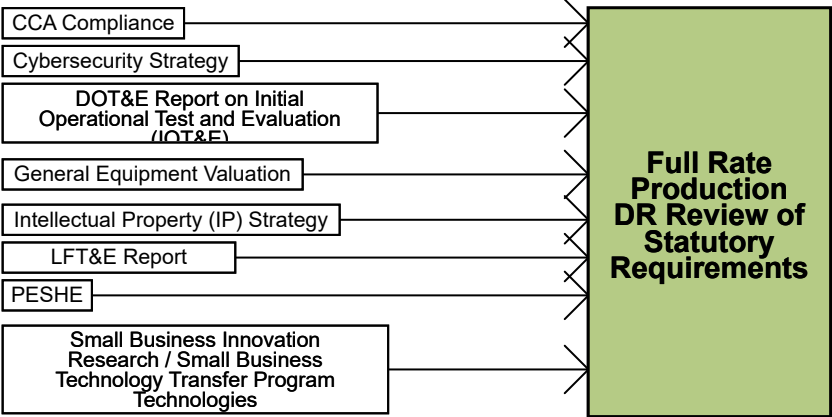 CCA Compliance
Cybersecurity Strategy
DOT&E Report on Initial
Operational Test and Evaluation
(IOT&E)
General Equipment Valuation
Intellectual Property (IP) Strategy
LFT&E Report
PESHE
Small Business Innovation
Research / Small Business
Technology Transfer Program
Technologies
Full Rate
Production
DR Review of
Statutory
Requirements